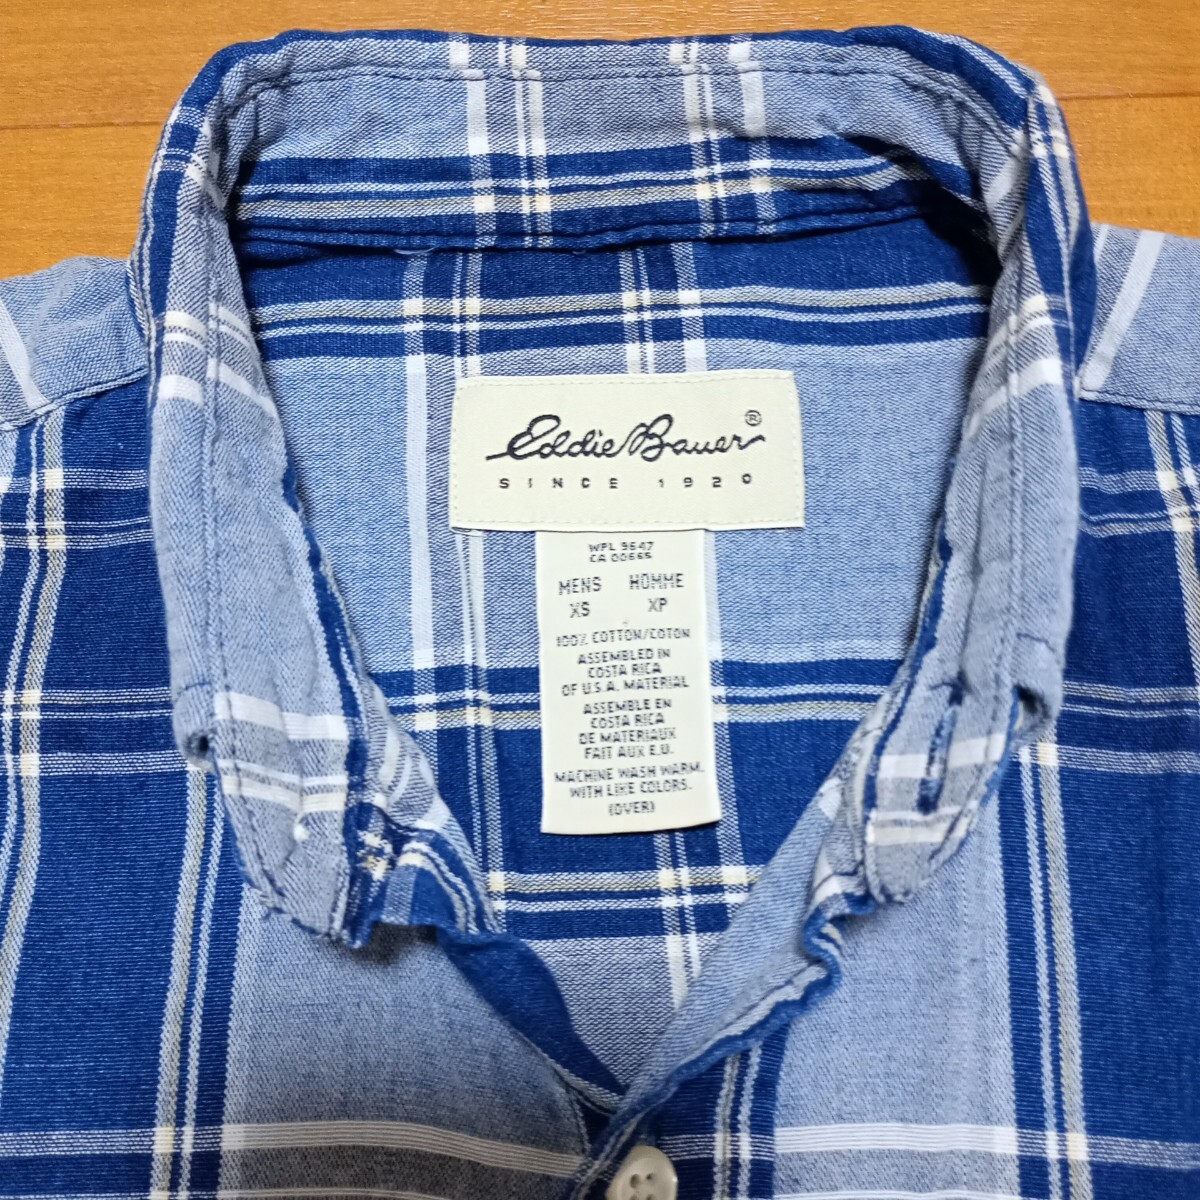 Eddie Bauer®
SINCE 1920
WPL 9647
CA 00665
MENS HOMME
XS XP
100% COTTON/COTON
ASSEMBLED IN
COSTA RICA
OF U.S.A. MATERIAL
ASSEMBLE EN
COSTA RICA
DE MATERIAUX
FAIT AUX E.U.
MACHINE WASH WARM.
WITH LIKE COLORS.
(OVER)